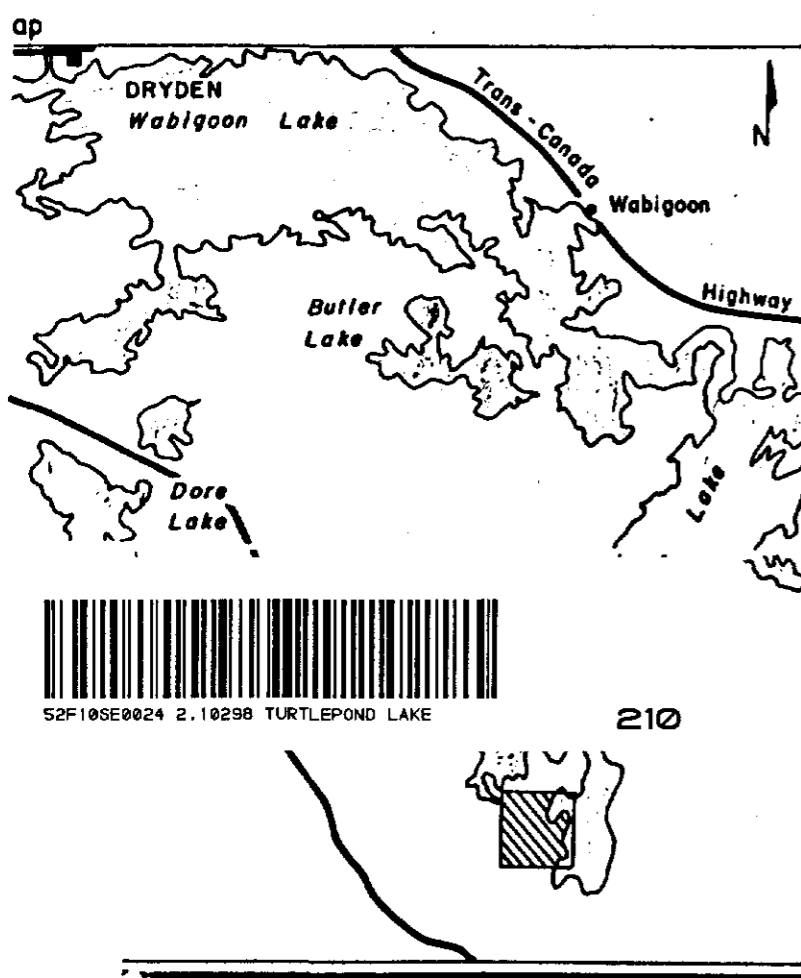 ap
DRYDEN
Wabigoon Lake
Trans-Canada
N
Wabigoon
Highway
Butler
Lake
Lake
Dore
Lake
52F10SE0024 2.10298 TURTLEPOND LAKE
210